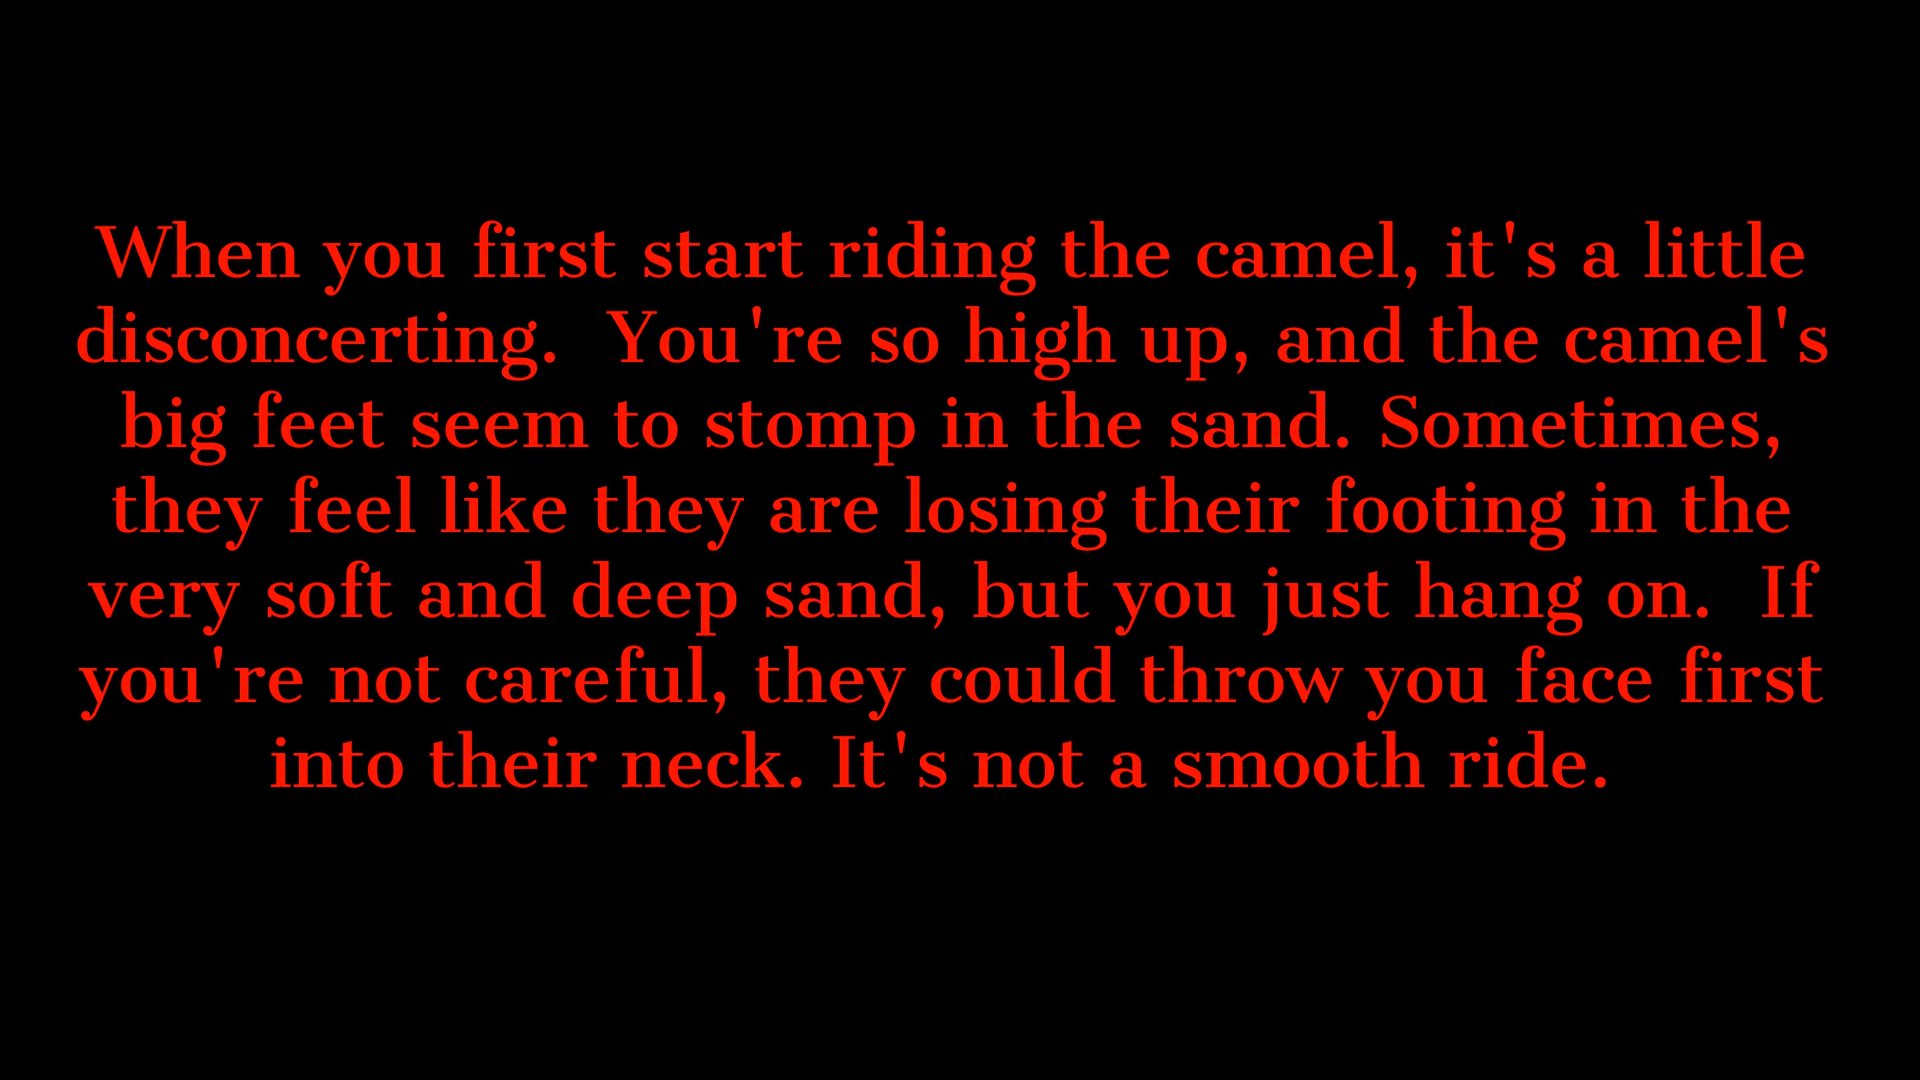 When you first start riding the camel, it's a little
disconcerting.  You're so high up, and the camel's
big feet seem to stomp in the sand. Sometimes,
they feel like they are losing their footing in the
very soft and deep sand, but you just hang on.  If
you're not careful, they could throw you face first
into their neck. It's not a smooth ride.